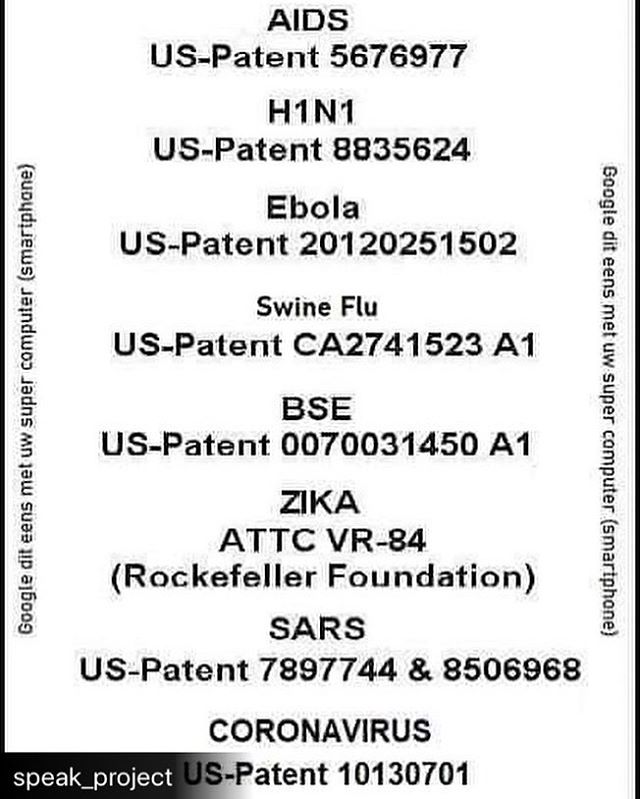 AIDS
US-Patent 5676977
H1N1
US-Patent 8835624
Ebola
US-Patent 20120251502
Swine Flu
US-Patent CA2741523 A1
BSE
US-Patent 0070031450 A1
ZIKA
ATTC VR-84
(Rockefeller Foundation)
SARS
US-Patent 7897744 & 8506968
CORONAVIRUS
US-Patent 10130701
Google dit eens met uw super computer (smartphone)
Google dit eens met uw super computer (smartphone)
speak_project